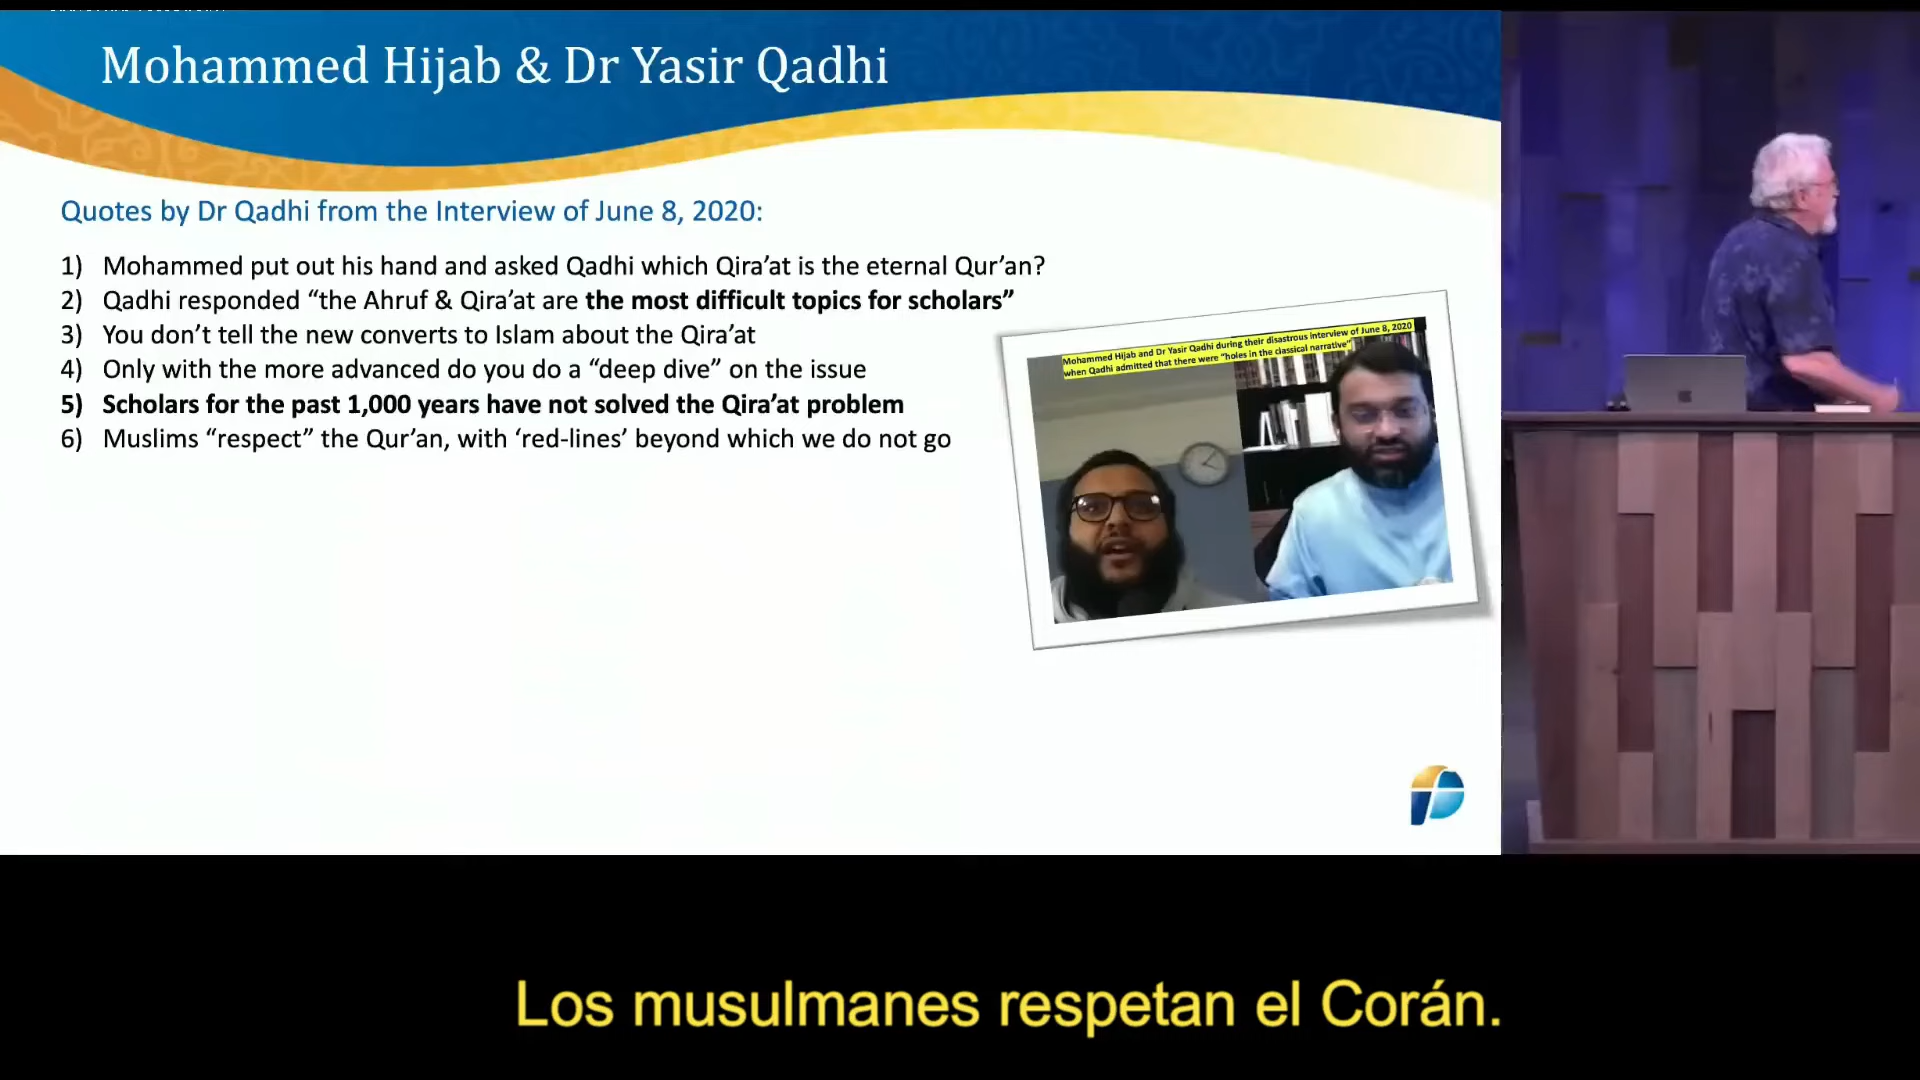 Mohammed Hijab & Dr Yasir Qadhi
Quotes by Dr Qadhi from the Interview of June 8, 2020:
1) Mohammed put out his hand and asked Qadhi which Qira’at is the eternal Qur’an?
2) Qadhi responded “the Ahruf & Qira’at are the most difficult topics for scholars”
3) You don’t tell the new converts to Islam about the Qira’at
4) Only with the more advanced do you do a “deep dive” on the issue
5) Scholars for the past 1,000 years have not solved the Qira’at problem
6) Muslims “respect” the Qur’an, with ‘red-lines’ beyond which we do not go
Mohammed Hijab and Dr Yasir Qadhi during their disastrous interview of June 8, 2020
when Qadhi admitted that there were “holes in the classical narrative”
Los musulmanes respetan el Corán.